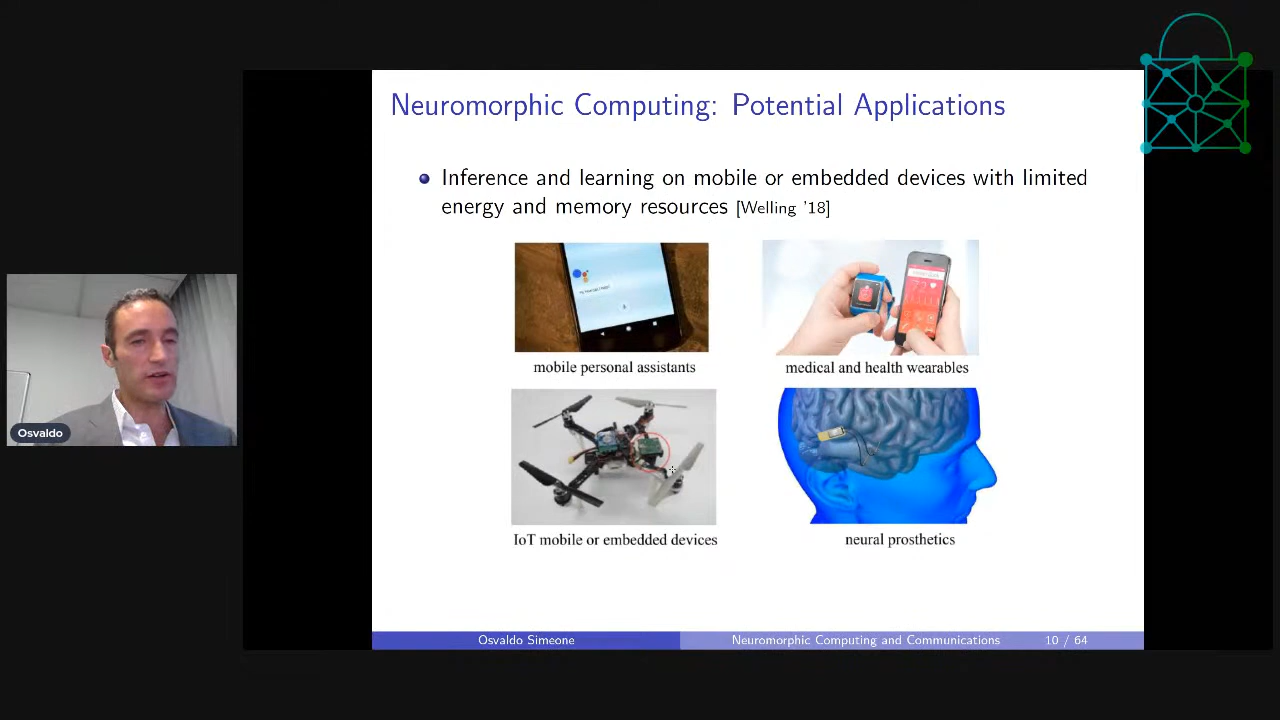 Neuromorphic Computing: Potential Applications
Inference and learning on mobile or embedded devices with limited
energy and memory resources [Welling '18]
mobile personal assistants
medical and health wearables
IoT mobile or embedded devices
neural prosthetics
Osvaldo
Osvaldo Simeone
Neuromorphic Computing and Communications
10 / 64